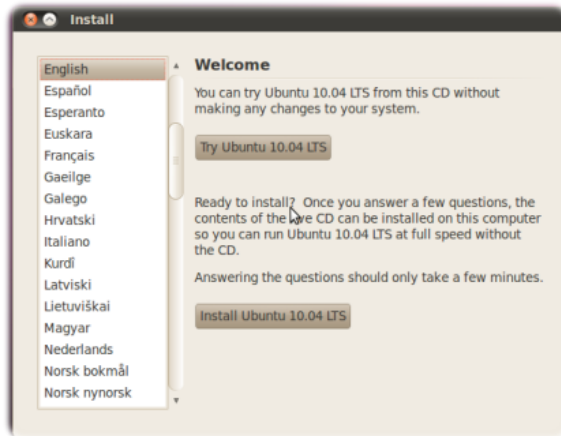 Install
English
Español
Esperanto
Euskara
Français
Gaeilge
Galego
Hrvatski
Italiano
Kurdî
Latviski
Lietuviškai
Magyar
Nederlands
Norsk bokmål
Norsk nynorsk
Welcome
You can try Ubuntu 10.04 LTS from this CD without
making any changes to your system.
Try Ubuntu 10.04 LTS
Ready to install? Once you answer a few questions, the
contents of the live CD can be installed on this computer
so you can run Ubuntu 10.04 LTS at full speed without
the CD.
Answering the questions should only take a few minutes.
Install Ubuntu 10.04 LTS